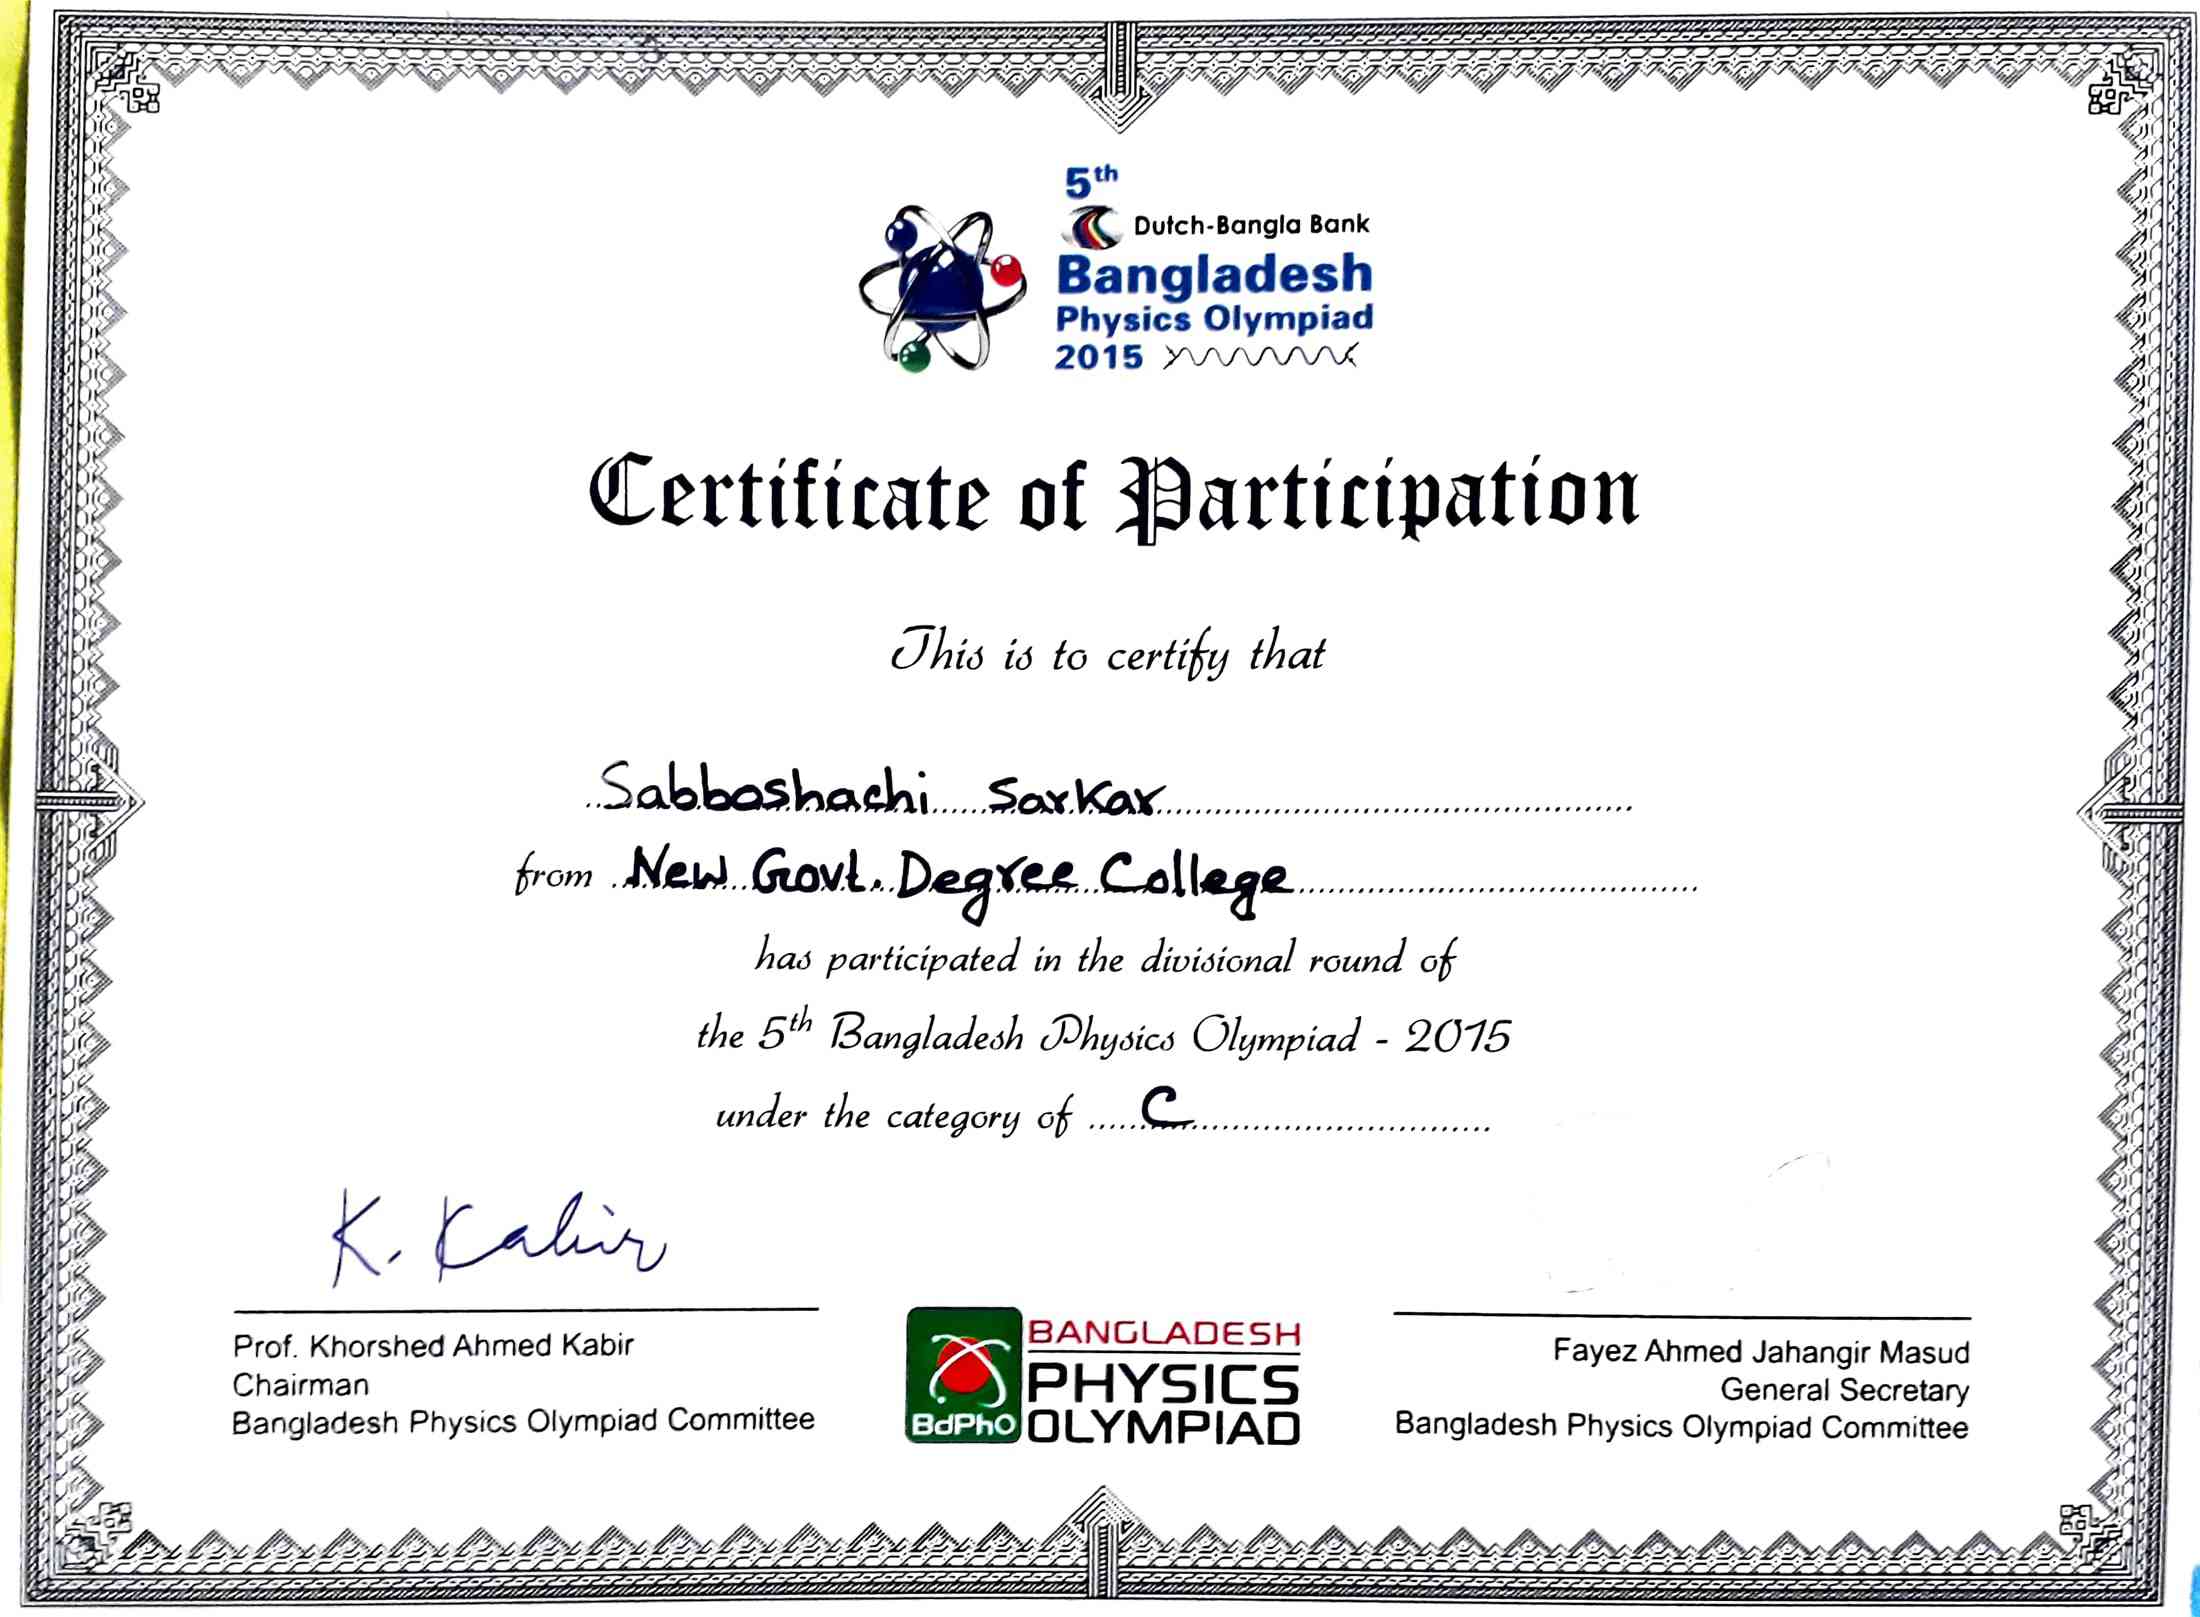 5th
Dutch-Bangla Bank
Bangladesh
Physics Olympiad
2015
Certificate of Participation
This is to certify that
Sabboshachi Sarkar
from New Govt. Degree College
has participated in the divisional round of
the 5th Bangladesh Physics Olympiad - 2015
under the category of C
K. Kabir
Prof. Khorshed Ahmed Kabir
Chairman
Bangladesh Physics Olympiad Committee
BdPhO
BANGLADESH
PHYSICS
OLYMPIAD
Fayez Ahmed Jahangir Masud
General Secretary
Bangladesh Physics Olympiad Committee